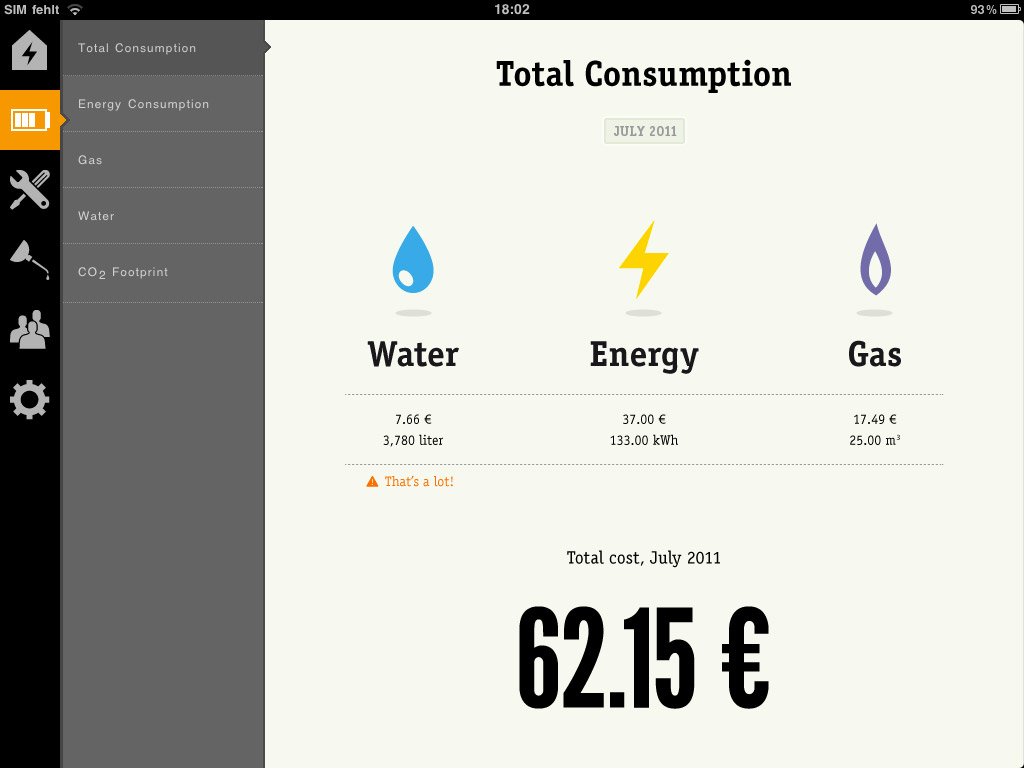 SIM fehlt
18:02
93%
Total Consumption
Energy Consumption
Gas
Water
CO2 Footprint
Total Consumption
JULY 2011
Water Energy Gas
7.66 € 37.00 € 17.49 €
3,780 liter 133.00 kWh 25.00 m³
That's a lot!
Total cost, July 2011
62.15 €